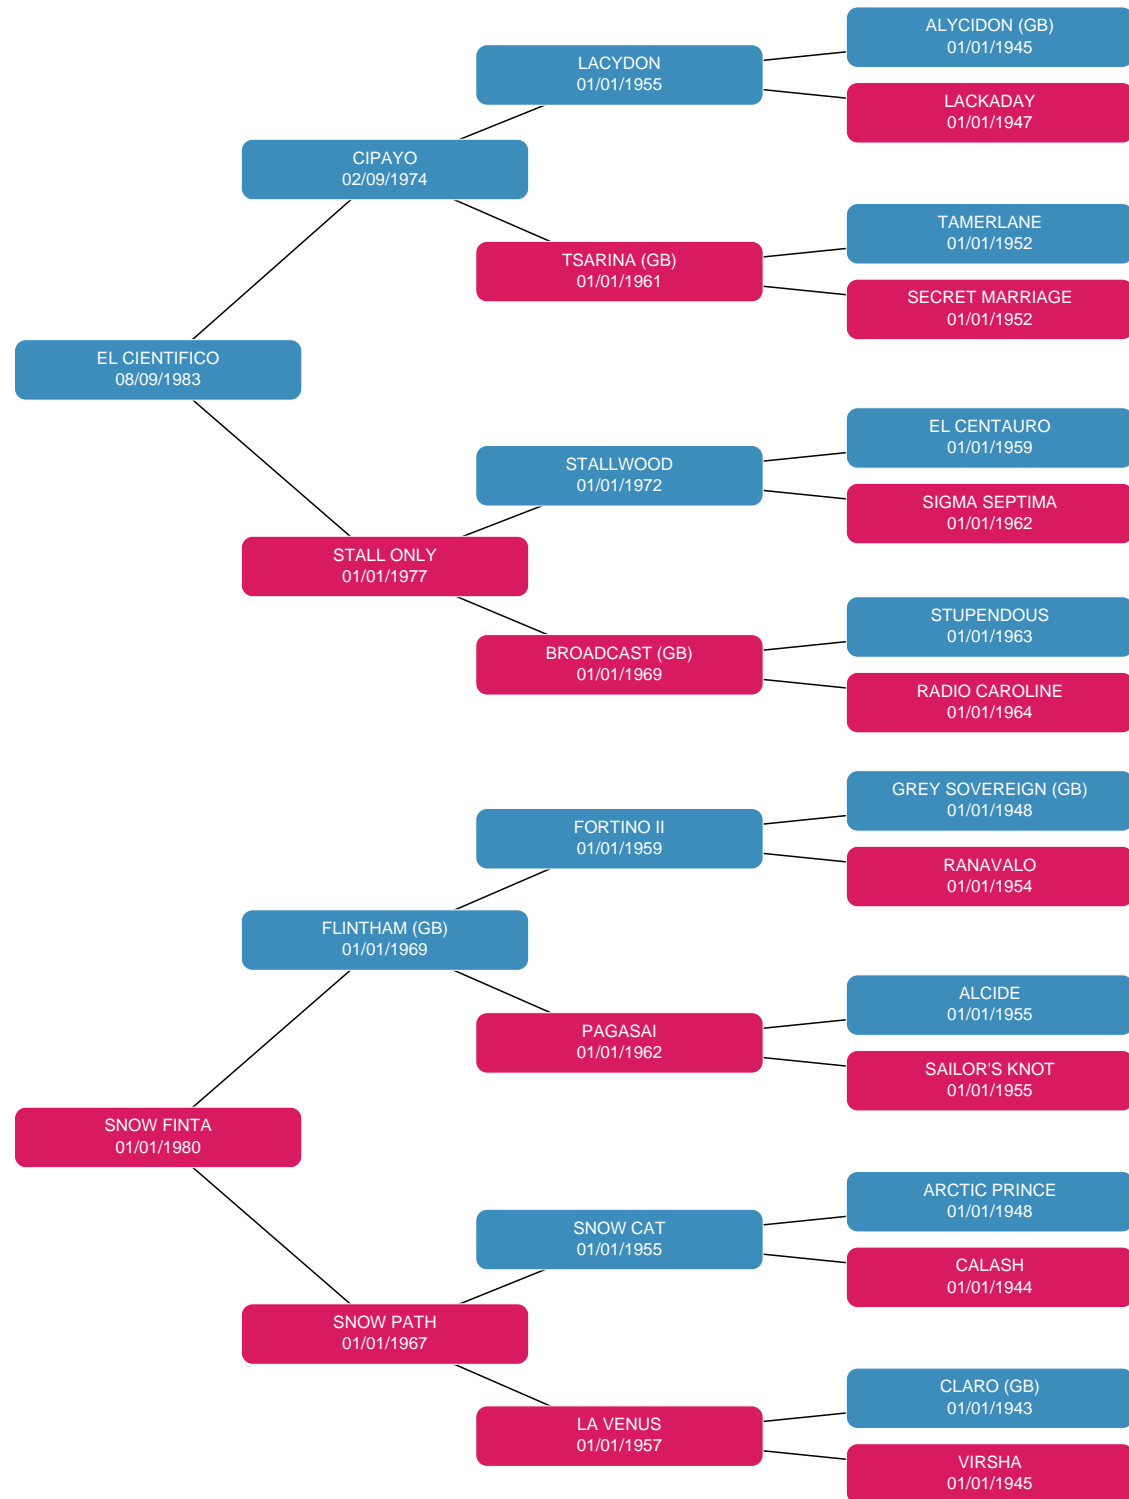 ALYCIDON (GB)
01/01/1945
LACYDON
01/01/1955
LACKADAY
01/01/1947
CIPAYO
02/09/1974
TAMERLANE
01/01/1952
TSARINA (GB)
01/01/1961
SECRET MARRIAGE
01/01/1952
EL CIENTIFICO
08/09/1983
EL CENTAURO
01/01/1959
STALLWOOD
01/01/1972
SIGMA SEPTIMA
01/01/1962
STALL ONLY
01/01/1977
STUPENDOUS
01/01/1963
BROADCAST (GB)
01/01/1969
RADIO CAROLINE
01/01/1964
GREY SOVEREIGN (GB)
01/01/1948
FORTINO II
01/01/1959
RANAVALO
01/01/1954
FLINTHAM (GB)
01/01/1969
ALCIDE
01/01/1955
PAGASAI
01/01/1962
SAILOR'S KNOT
01/01/1955
SNOW FINTA
01/01/1980
ARCTIC PRINCE
01/01/1948
SNOW CAT
01/01/1955
CALASH
01/01/1944
SNOW PATH
01/01/1967
CLARO (GB)
01/01/1943
LA VENUS
01/01/1957
VIRSHA
01/01/1945